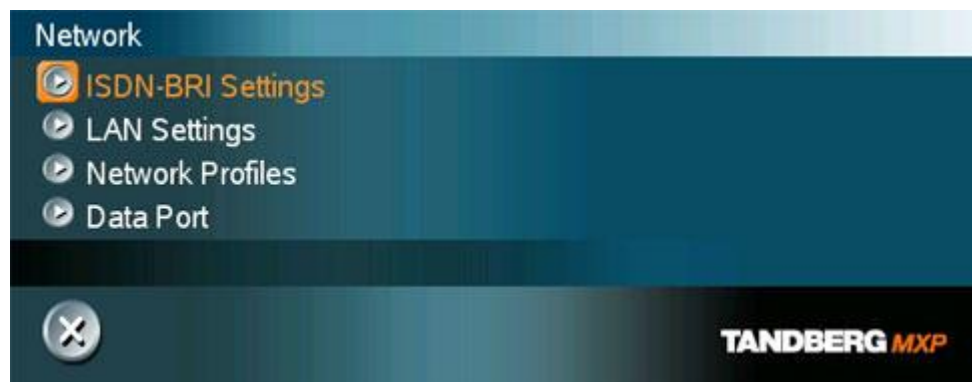 Network
ISDN-BRI Settings
LAN Settings
Network Profiles
Data Port
TANDBERG MXP